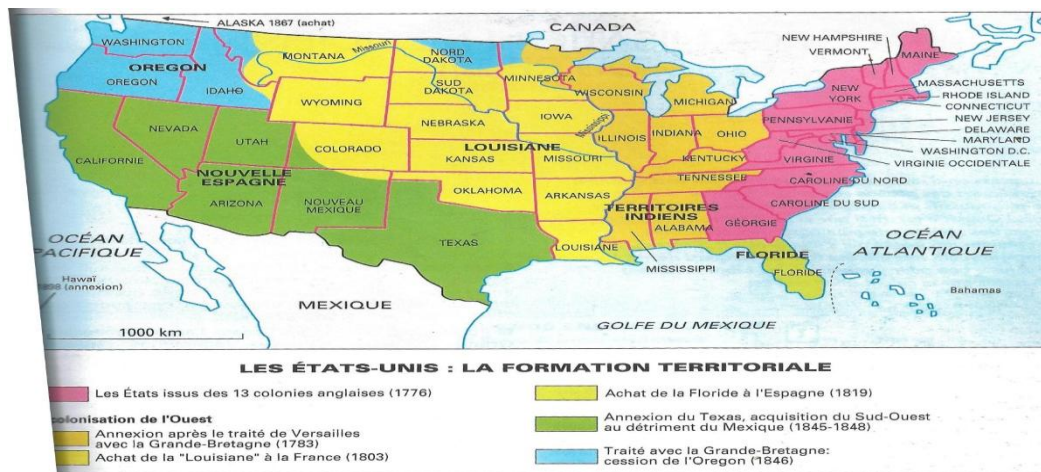 ALASKA 1867 (achat)
CANADA
WASHINGTON
OREGON
OREGON
IDAHO
MONTANA
Missouri
NORD
DAKOTA
SUD
DAKOTA
MINNESOTA
WISCONSIN
MICHIGAN
NEW HAMPSHIRE
VERMONT
MAINE
NEW
YORK
MASSACHUSETTS
RHODE ISLAND
CONNECTICUT
PENNSYLVANIE
NEW JERSEY
DELAWARE
MARYLAND
WASHINGTON D.C.
VIRGINIE OCCIDENTALE
WYOMING
NEBRASKA
IOWA
Mississippi
ILLINOIS
INDIANA
OHIO
NEVADA
UTAH
COLORADO
LOUISIANE
KANSAS
MISSOURI
KENTUCKY
VIRGINIE
CALIFORNIE
NOUVELLE
ESPAGNE
ARIZONA
NOUVEAU
MEXIQUE
OKLAHOMA
ARKANSAS
TENNESSEE
CAROLINE DU NORD
CAROLINE DU SUD
TERRITOIRES
INDIENS
ALABAMA
GÉORGIE
TEXAS
LOUISIANE
MISSISSIPPI
FLORIDE
FLORIDE
OCÉAN
PACIFIQUE
OCÉAN
ATLANTIQUE
Hawaï
(annexion)
Bahamas
MEXIQUE
GOLFE DU MEXIQUE
1000 km
LES ÉTATS-UNIS : LA FORMATION TERRITORIALE
Les États issus des 13 colonies anglaises (1776)
colonisation de l'Ouest
Annexion après le traité de Versailles
avec la Grande-Bretagne (1783)
Achat de la "Louisiane" à la France (1803)
Achat de la Floride à l'Espagne (1819)
Annexion du Texas, acquisition du Sud-Ouest
au détriment du Mexique (1845-1848)
Traité avec la Grande-Bretagne:
cession de l'Oregon (1846)